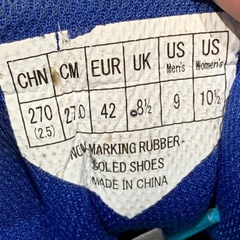 CHN CM EUR UK US Men's US Women's
270 (2.5) 27.0 42 8½ 9 10½
NON-MARKING RUBBER-
SOLED SHOES
MADE IN CHINA